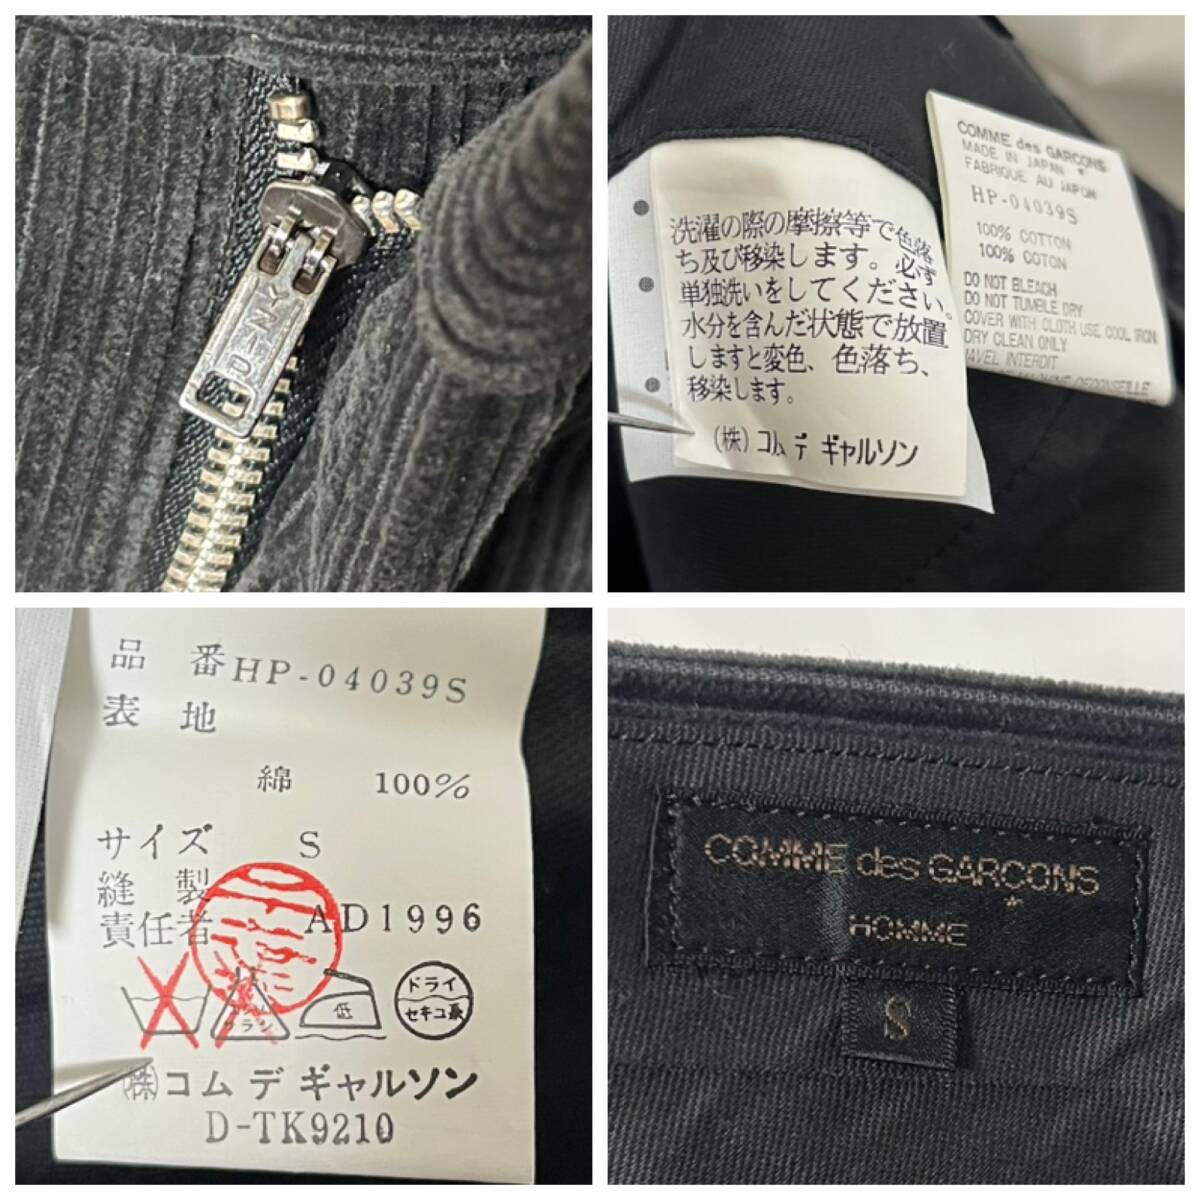 洗濯の際の摩擦等で色落
ち及び移染します。必ず
単独洗いをしてください。
水分を含んだ状態で放置
しますと変色、色落ち、
移染します。
(株)コム デ ギャルソン
COMME des GARCONS
MADE IN JAPAN *
FABRIQUE AU JAPON
HP-04039S
100% COTTON
100% COTON
DO NOT BLEACH
DO NOT TUMBLE DRY
COVER WITH CLOTH USE COOL IRON
DRY CLEAN ONLY
LAVEL INTERDIT
品 番 HP-04039S
表 地
綿 100%
サイズ S
縫 製
責任者 AD1996
低
ドライ
セキユ系
(株)コム デ ギャルソン
D-TK9210
COMME des GARÇONS
HOMME
S